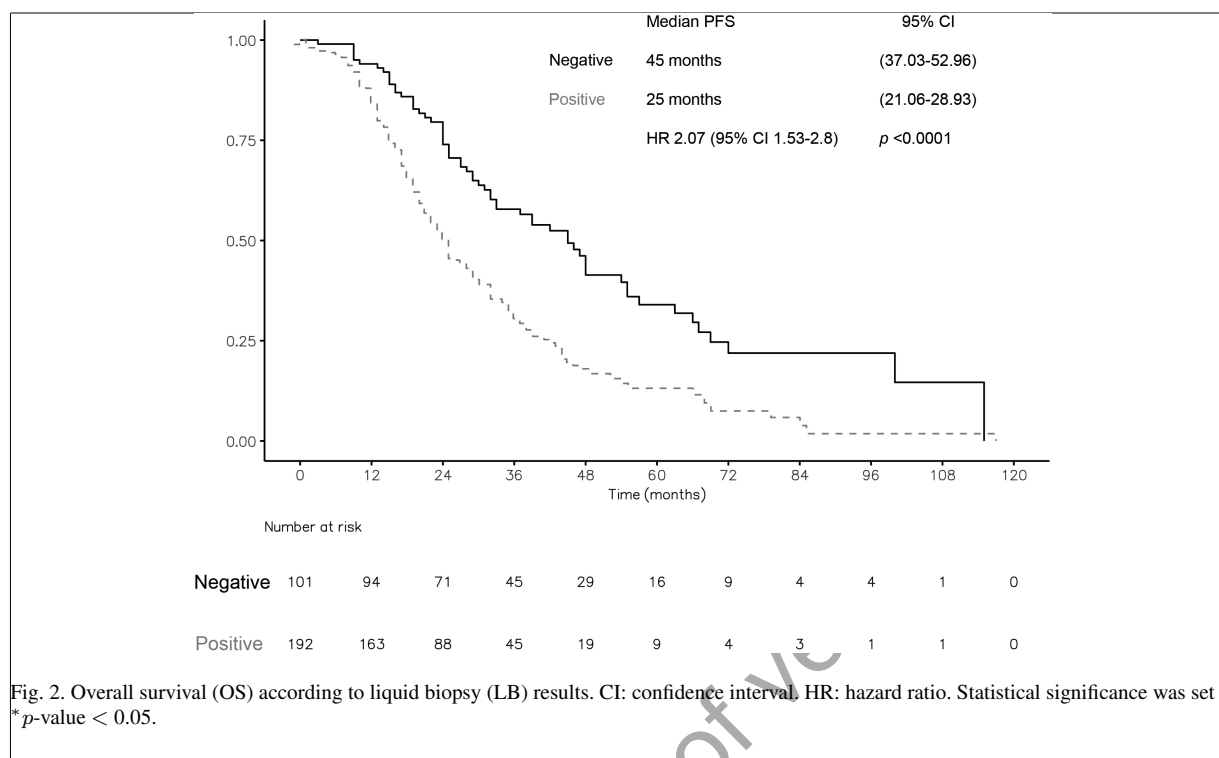 Median PFS 95% CI
Negative 45 months (37.03-52.96)
Positive 25 months (21.06-28.93)
HR 2.07 (95% CI 1.53-2.8) p <0.0001
1.00
0.75
0.50
0.25
0.00
0 12 24 36 48 60 72 84 96 108 120
Time (months)
Number at risk
Negative 101 94 71 45 29 16 9 4 4 1 0
Positive 192 163 88 45 19 9 4 3 1 1 0
Fig. 2. Overall survival (OS) according to liquid biopsy (LB) results. CI: confidence interval. HR: hazard ratio. Statistical significance was set
*p-value < 0.05.
of